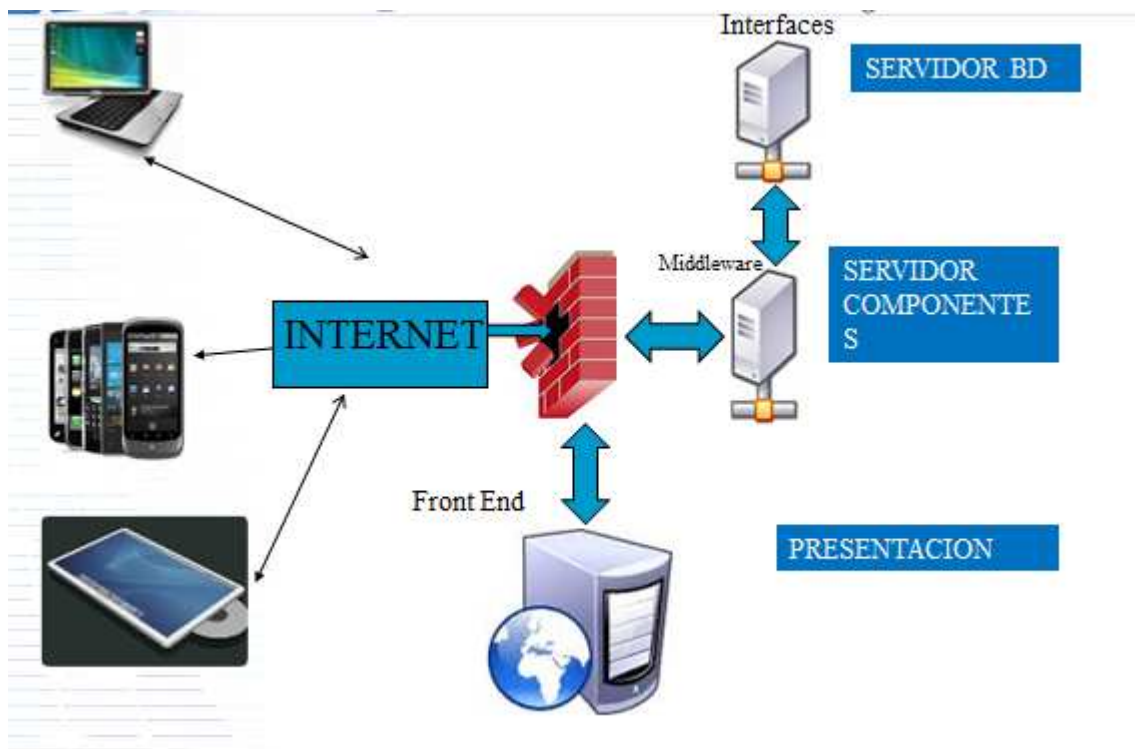 Interfaces
SERVIDOR BD
Middleware
SERVIDOR
COMPONENTE
S
INTERNET
Front End
PRESENTACION